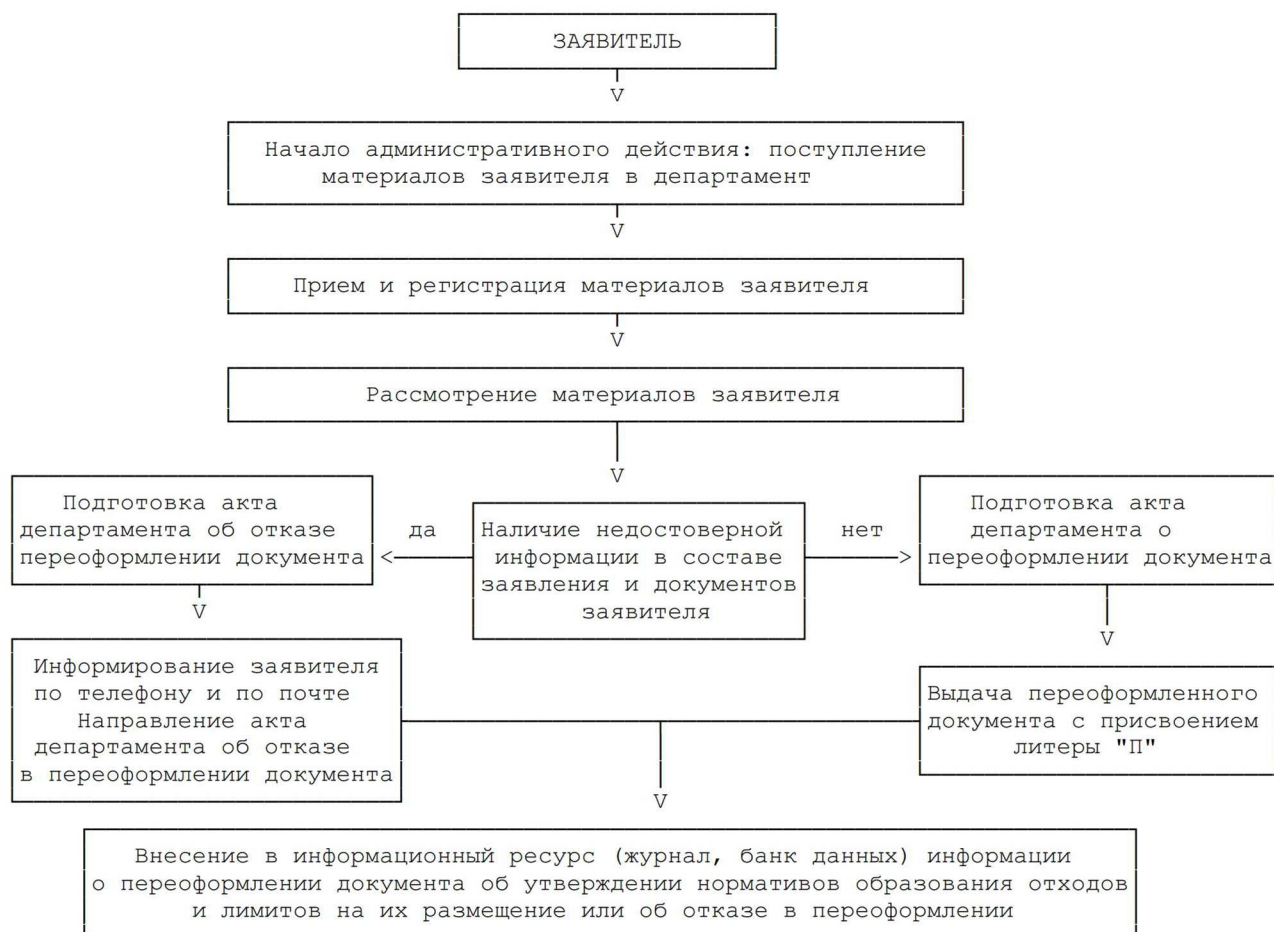 ЗАЯВИТЕЛЬ
V
Начало административного действия: поступление
материалов заявителя в департамент
V
Прием и регистрация материалов заявителя
V
Рассмотрение материалов заявителя
V
Подготовка акта
департамента об отказе
переоформлении документа
да
<
Наличие недостоверной
информации в составе
заявления и документов
заявителя
нет
>
Подготовка акта
департамента о
переоформлении документа
V
V
Информирование заявителя
по телефону и по почте
Направление акта
департамента об отказе
в переоформлении документа
Выдача переоформленного
документа с присвоением
литеры "П"
V
Внесение в информационный ресурс (журнал, банк данных) информации
о переоформлении документа об утверждении нормативов образования отходов
и лимитов на их размещение или об отказе в переоформлении